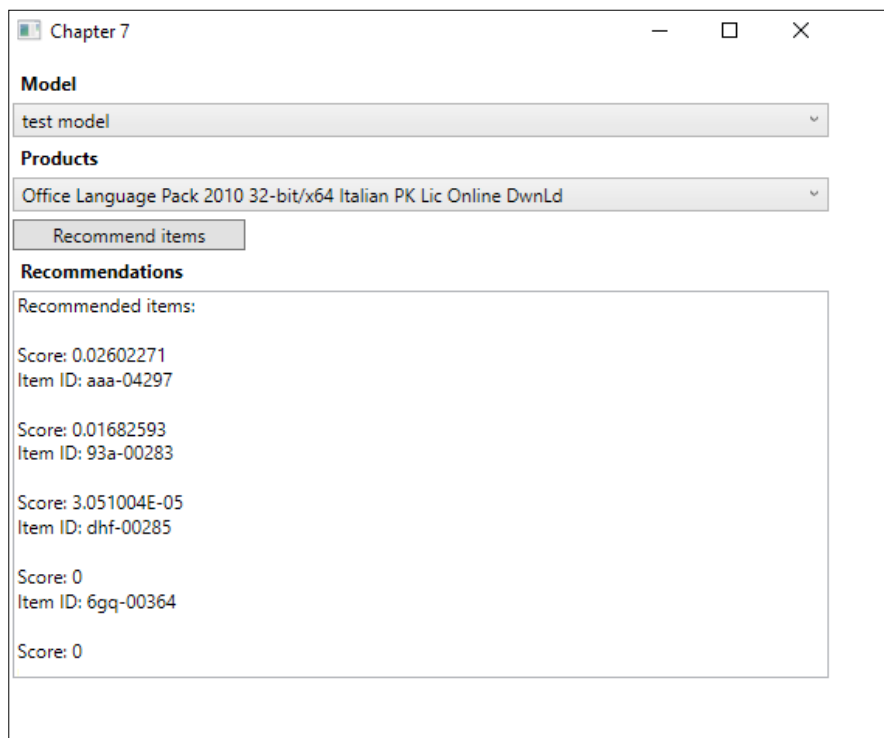 Chapter 7
Model
test model
Products
Office Language Pack 2010 32-bit/x64 Italian PK Lic Online DwnLd
Recommend items
Recommendations
Recommended items:
Score: 0.02602271
Item ID: aaa-04297
Score: 0.01682593
Item ID: 93a-00283
Score: 3.051004E-05
Item ID: dhf-00285
Score: 0
Item ID: 6gq-00364
Score: 0